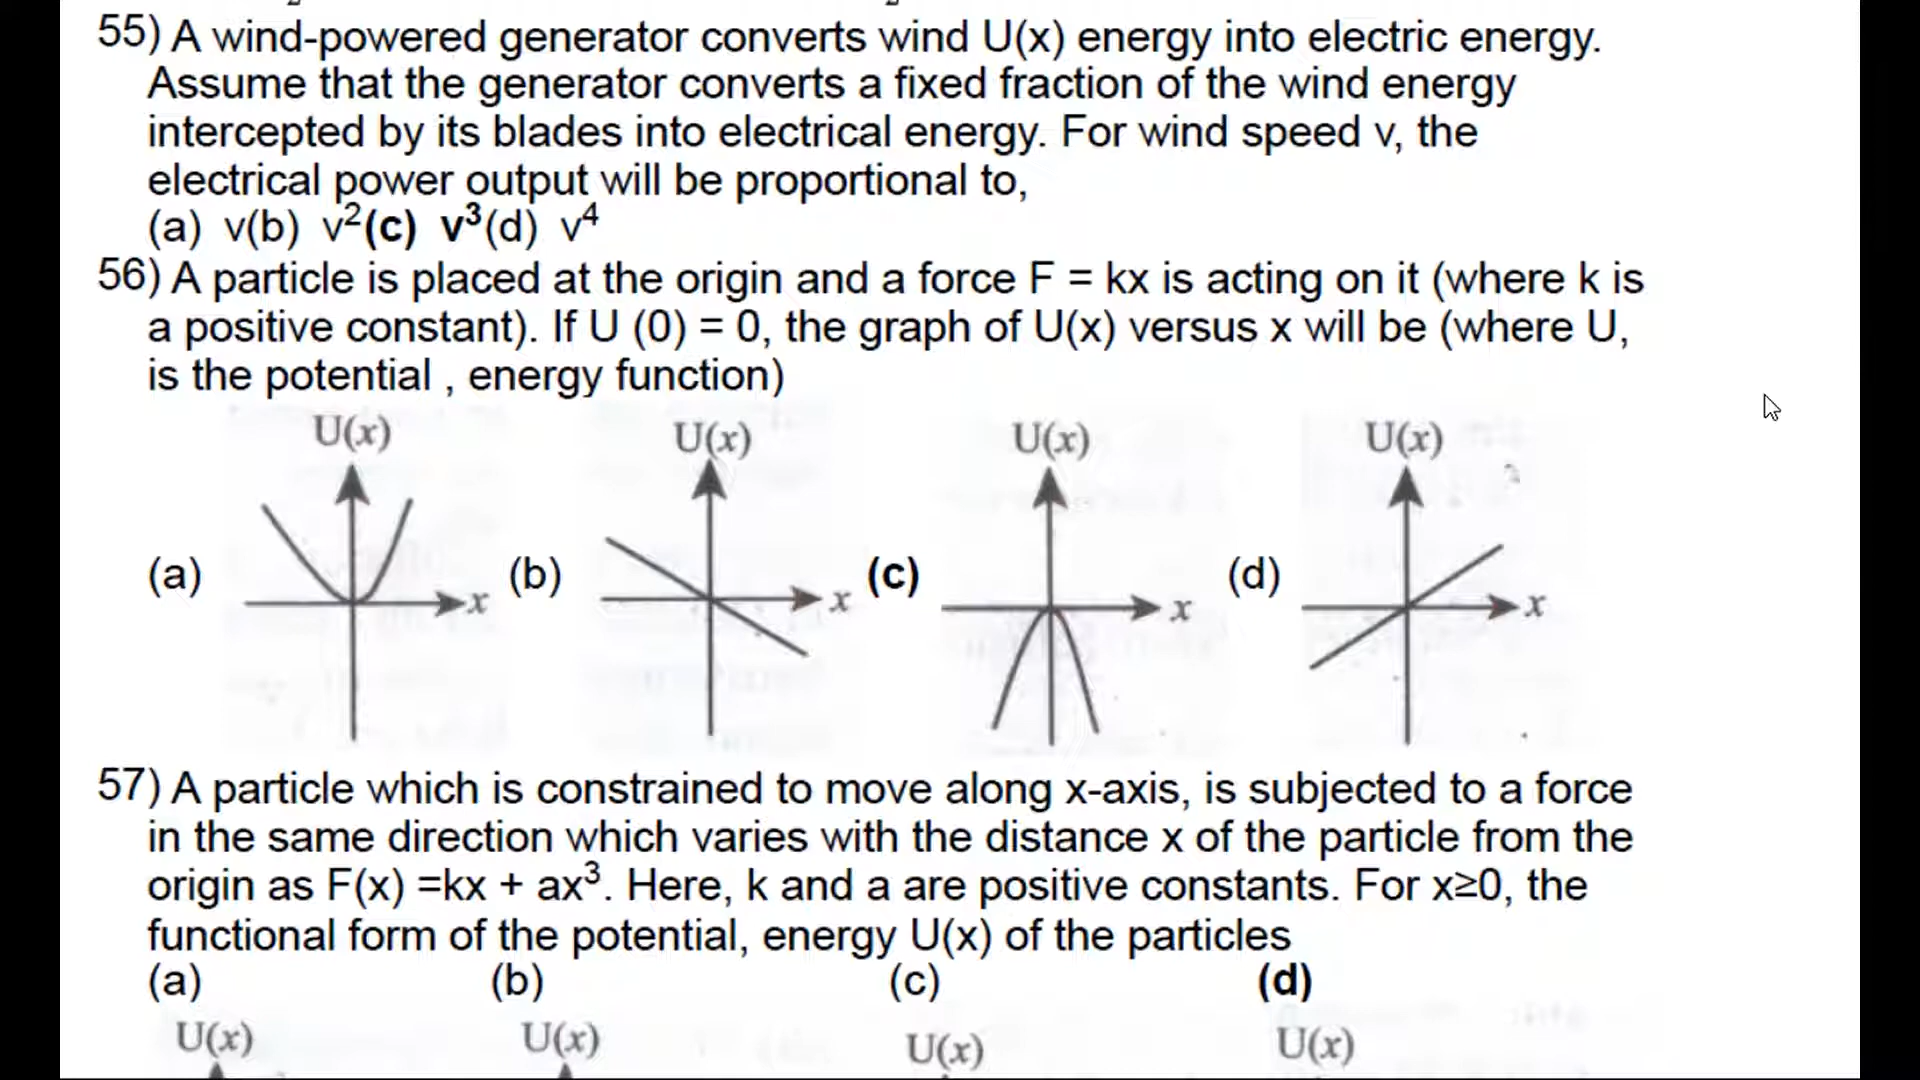 55) A wind-powered generator converts wind U(x) energy into electric energy.
Assume that the generator converts a fixed fraction of the wind energy
intercepted by its blades into electrical energy. For wind speed v, the
electrical power output will be proportional to,
(a) v(b) v²(c) v³(d) v⁴
56) A particle is placed at the origin and a force F = kx is acting on it (where k is
a positive constant). If U (0) = 0, the graph of U(x) versus x will be (where U,
is the potential , energy function)
U(x) U(x) U(x) U(x)
(a) x (b) x (c) x (d) x
57) A particle which is constrained to move along x-axis, is subjected to a force
in the same direction which varies with the distance x of the particle from the
origin as F(x) =kx + ax³. Here, k and a are positive constants. For x≥0, the
functional form of the potential, energy U(x) of the particles
(a) (b) (c) (d)
U(x) U(x) U(x) U(x)